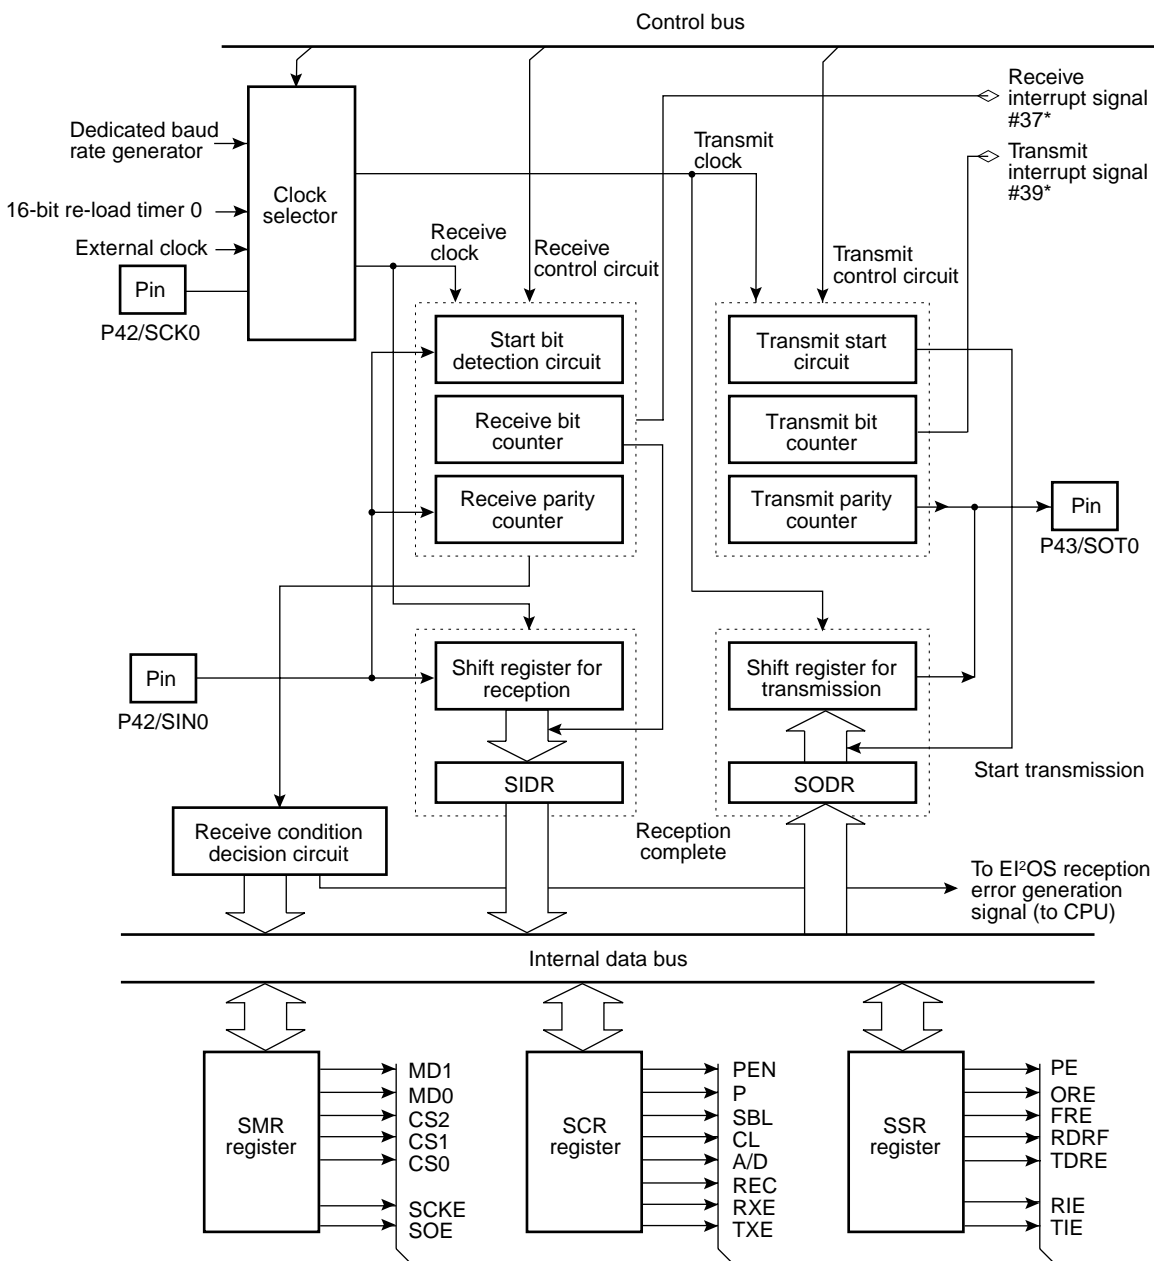 Control bus
Receive
interrupt signal
#37*
Dedicated baud
rate generator
Transmit
clock
Transmit
interrupt signal
#39*
Clock
selector
16-bit re-load timer 0
External clock
Receive
clock
Receive
control circuit
Transmit
control circuit
Pin
P42/SCK0
Start bit
detection circuit
Transmit start
circuit
Receive bit
counter
Transmit bit
counter
Receive parity
counter
Transmit parity
counter
Pin
P43/SOT0
Pin
P42/SIN0
Shift register for
reception
Shift register for
transmission
Start transmission
SIDR
SODR
Receive condition
decision circuit
Reception
complete
To EI²OS reception
error generation
signal (to CPU)
Internal data bus
SMR
register
MD1
MD0
CS2
CS1
CS0
SCKE
SOE
SCR
register
PEN
P
SBL
CL
A/D
REC
RXE
TXE
SSR
register
PE
ORE
FRE
RDRF
TDRE
RIE
TIE